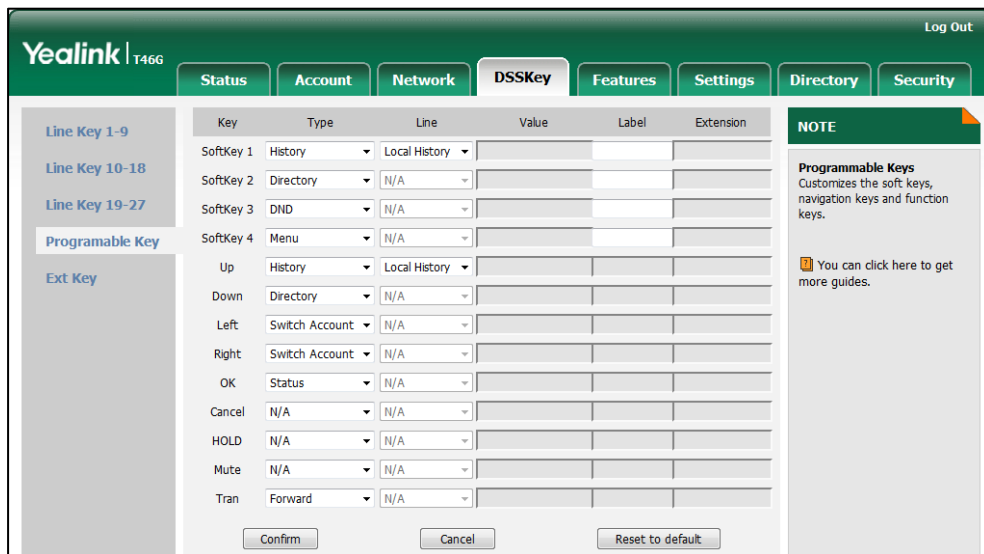 Log Out
Yealink T46G
Status Account Network DSSKey Features Settings Directory Security
Line Key 1-9
Line Key 10-18
Line Key 19-27
Programable Key
Ext Key
Key Type Line Value Label Extension
SoftKey 1 History Local History
SoftKey 2 Directory N/A
SoftKey 3 DND N/A
SoftKey 4 Menu N/A
Up History Local History
Down Directory N/A
Left Switch Account N/A
Right Switch Account N/A
OK Status N/A
Cancel N/A N/A
HOLD N/A N/A
Mute N/A N/A
Tran Forward N/A
Confirm Cancel Reset to default
NOTE
Programmable Keys
Customizes the soft keys,
navigation keys and function
keys.
? You can click here to get
more guides.